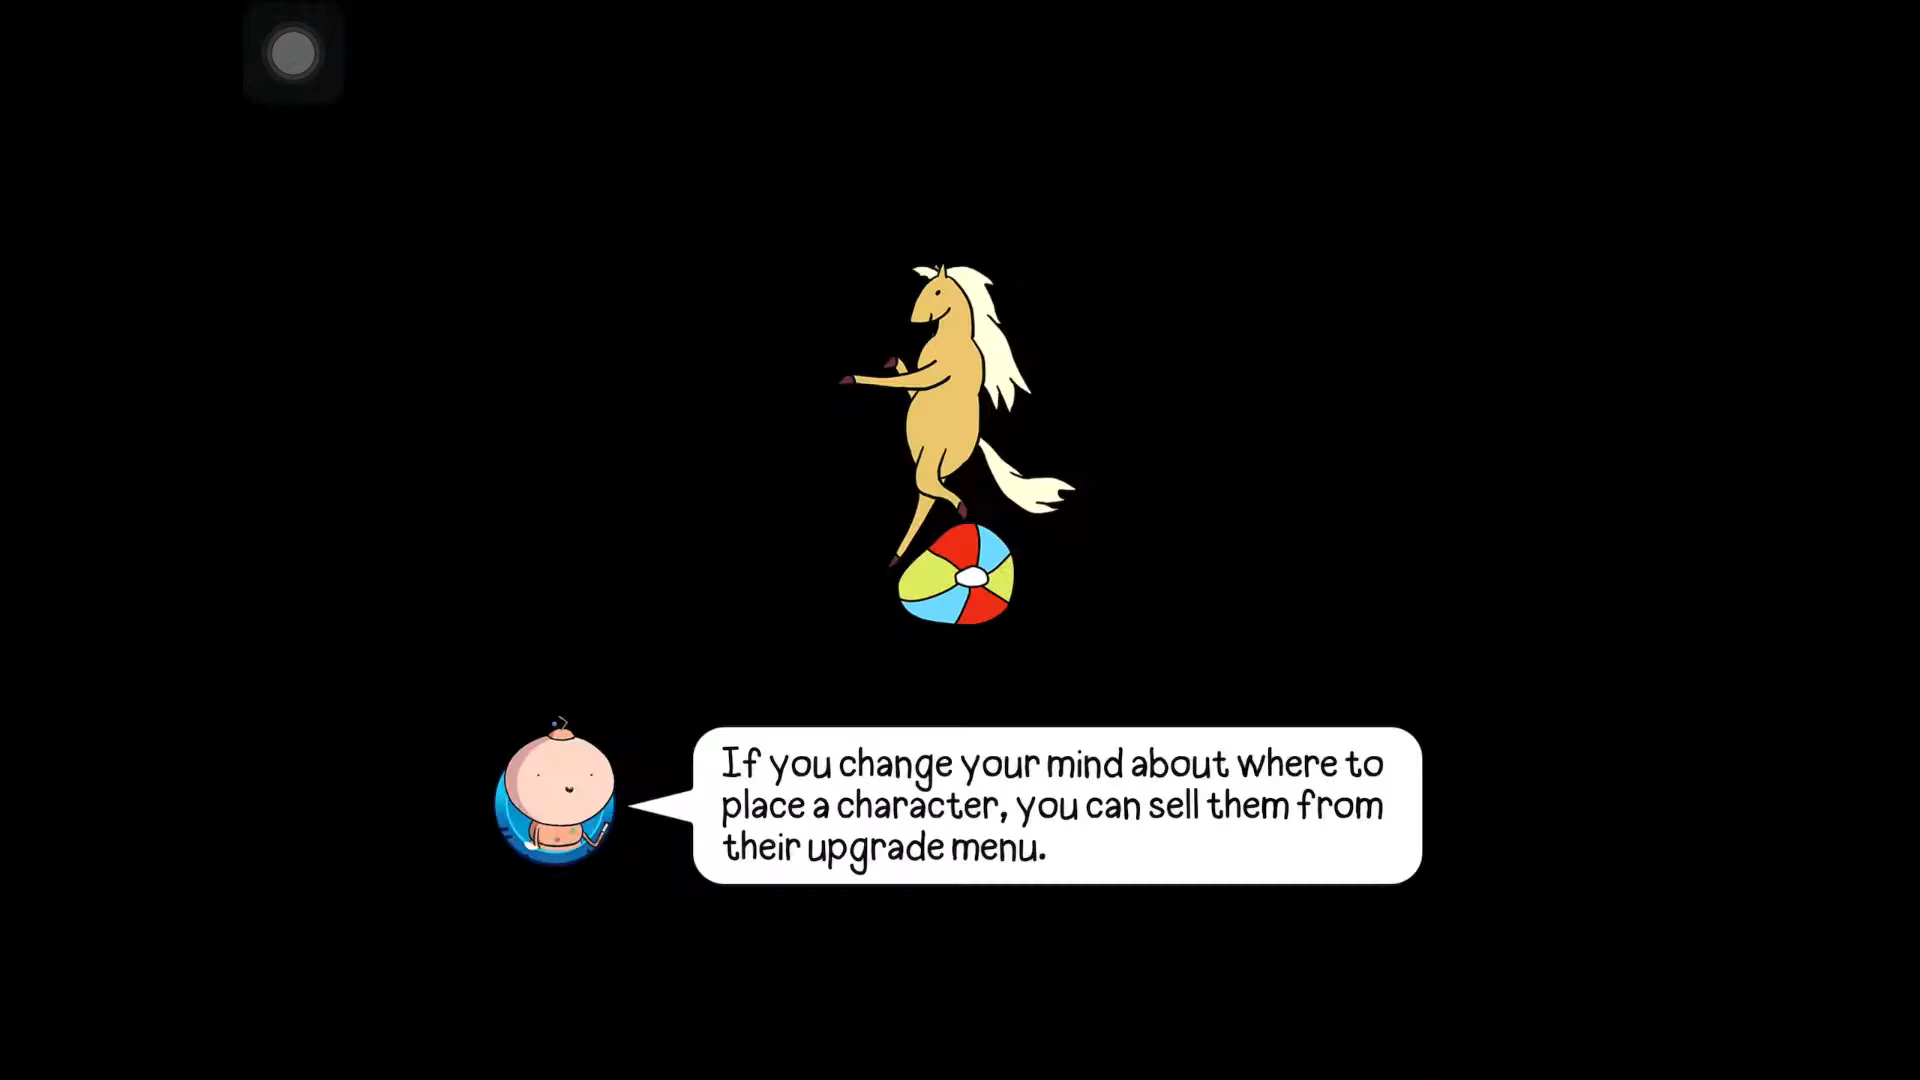 If you change your mind about where to
place a character, you can sell them from
their upgrade menu.